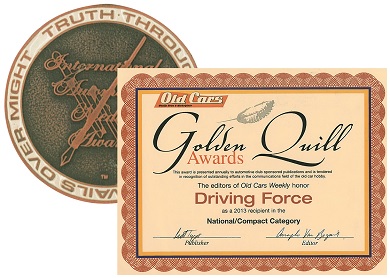 TRUTH THROUGH
AILS OVER MIGHT
International
Old Cars
Golden Quill
Awards
This award is presented annually to automotive club sponsored publications and is tendered
in recognition of outstanding efforts in the communications field of the old car hobby.
The editors of Old Cars Weekly honor
Driving Force
as a 2013 recipient in the
National/Compact Category
Publisher
Editor